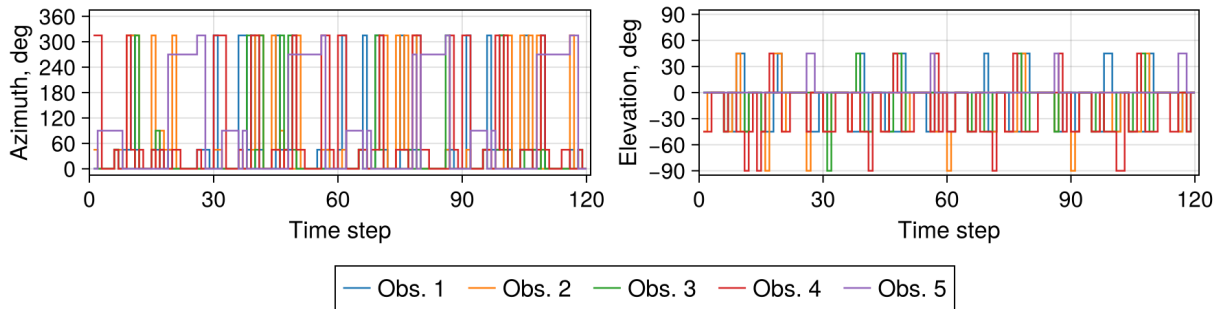 Azimuth, deg
360
300
240
180
120
60
0
0 30 60 90 120
Time step
Elevation, deg
90
60
30
0
−30
−60
−90
0 30 60 90 120
Time step
Obs. 1 Obs. 2 Obs. 3 Obs. 4 Obs. 5